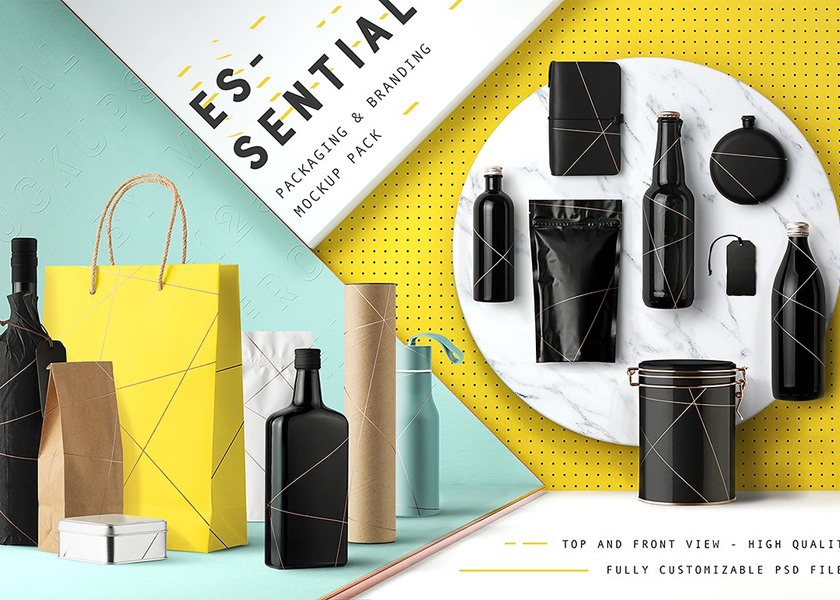 ES-
SENTIAL
PACKAGING & BRANDING
MOCKUP PACK
TOP AND FRONT VIEW - HIGH QUALIT
FULLY CUSTOMIZABLE PSD FILE